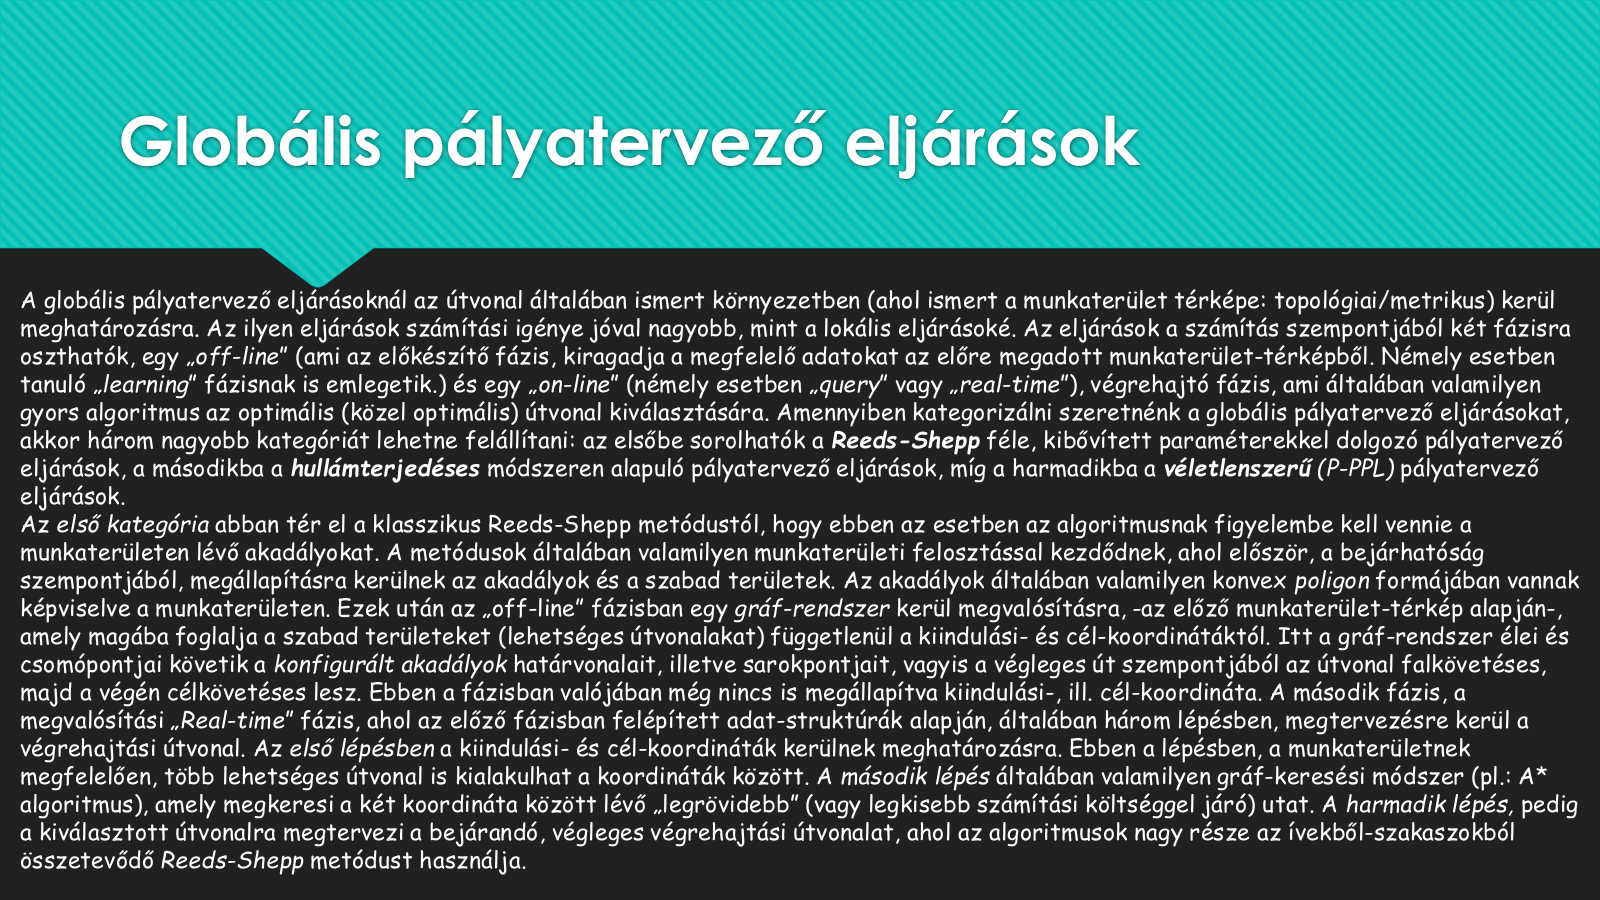 Globális pályatervező eljárások
A globális pályatervező eljárásoknál az útvonal általában ismert környezetben (ahol ismert a munkaterület térképe: topológiai/metrikus) kerül
meghatározásra. Az ilyen eljárások számítási igénye jóval nagyobb, mint a lokális eljárásoké. Az eljárások a számítás szempontjából két fázisra
oszthatók, egy „off-line” (ami az előkészítő fázis, kiragadja a megfelelő adatokat az előre megadott munkaterület-térképből. Némely esetben
tanuló „learning” fázisnak is emlegetik.) és egy „on-line” (némely esetben „query” vagy „real-time”), végrehajtó fázis, ami általában valamilyen
gyors algoritmus az optimális (közel optimális) útvonal kiválasztására. Amennyiben kategorizálni szeretnénk a globális pályatervező eljárásokat,
akkor három nagyobb kategóriát lehetne felállítani: az elsőbe sorolhatók a Reeds-Shepp féle, kibővített paraméterekkel dolgozó pályatervező
eljárások, a másodikba a hullámterjedéses módszeren alapuló pályatervező eljárások, míg a harmadikba a véletlenszerű (P-PPL) pályatervező
eljárások.
Az első kategória abban tér el a klasszikus Reeds-Shepp metódustól, hogy ebben az esetben az algoritmusnak figyelembe kell vennie a
munkaterületen lévő akadályokat. A metódusok általában valamilyen munkaterületi felosztással kezdődnek, ahol először, a bejárhatóság
szempontjából, megállapításra kerülnek az akadályok és a szabad területek. Az akadályok általában valamilyen konvex poligon formájában vannak
képviselve a munkaterületen. Ezek után az „off-line” fázisban egy gráf-rendszer kerül megvalósításra, -az előző munkaterület-térkép alapján-,
amely magába foglalja a szabad területeket (lehetséges útvonalakat) függetlenül a kiindulási- és cél-koordinátáktól. Itt a gráf-rendszer élei és
csomópontjai követik a konfigurált akadályok határvonalait, illetve sarokpontjait, vagyis a végleges út szempontjából az útvonal falkövetéses,
majd a végén célkövetéses lesz. Ebben a fázisban valójában még nincs is megállapítva kiindulási-, ill. cél-koordináta. A második fázis, a
megvalósítási „Real-time” fázis, ahol az előző fázisban felépített adat-struktúrák alapján, általában három lépésben, megtervezésre kerül a
végrehajtási útvonal. Az első lépésben a kiindulási- és cél-koordináták kerülnek meghatározásra. Ebben a lépésben, a munkaterületnek
megfelelően, több lehetséges útvonal is kialakulhat a koordináták között. A második lépés általában valamilyen gráf-keresési módszer (pl.: A*
algoritmus), amely megkeresi a két koordináta között lévő „legrövidebb” (vagy legkisebb számítási költséggel járó) utat. A harmadik lépés, pedig
a kiválasztott útvonalra megtervezi a bejárandó, végleges végrehajtási útvonalat, ahol az algoritmusok nagy része az ívekből-szakaszokból
összetevődő Reeds-Shepp metódust használja.